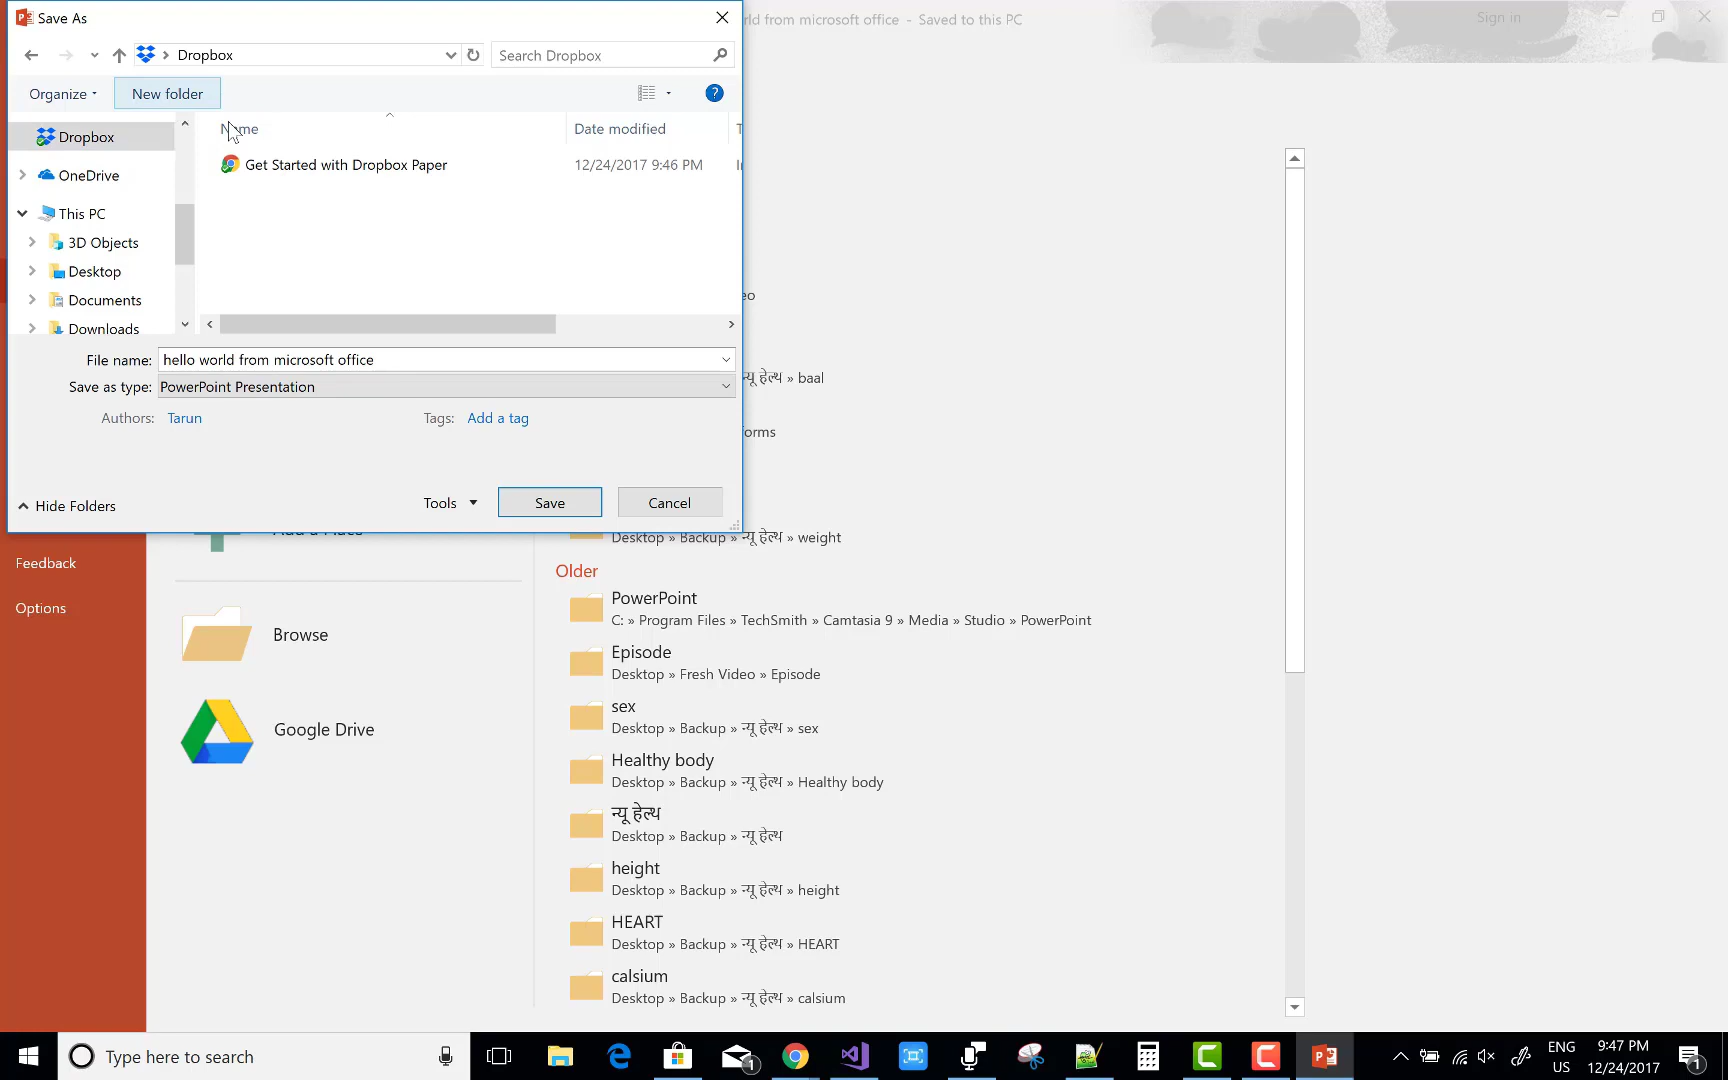 Save As
rld from microsoft office - Saved to this PC
Sign in
Dropbox
Search Dropbox
Organize
New folder
?
Name
Date modified
Dropbox
Get Started with Dropbox Paper
12/24/2017 9:46 PM
OneDrive
This PC
3D Objects
Desktop
Documents
Downloads
eo
File name: hello world from microsoft office
Save as type: PowerPoint Presentation
न्यू हेल्थ » baal
Authors: Tarun
Tags: Add a tag
forms
Hide Folders
Tools
Save
Cancel
Desktop » Backup » न्यू हेल्थ » weight
Feedback
Options
Browse
Google Drive
Older
PowerPoint
C: » Program Files » TechSmith » Camtasia 9 » Media » Studio » PowerPoint
Episode
Desktop » Fresh Video » Episode
sex
Desktop » Backup » न्यू हेल्थ » sex
Healthy body
Desktop » Backup » न्यू हेल्थ » Healthy body
न्यू हेल्थ
Desktop » Backup » न्यू हेल्थ
height
Desktop » Backup » न्यू हेल्थ » height
HEART
Desktop » Backup » न्यू हेल्थ » HEART
calsium
Desktop » Backup » न्यू हेल्थ » calsium
Type here to search
1
ENG
US
9:47 PM
12/24/2017
1